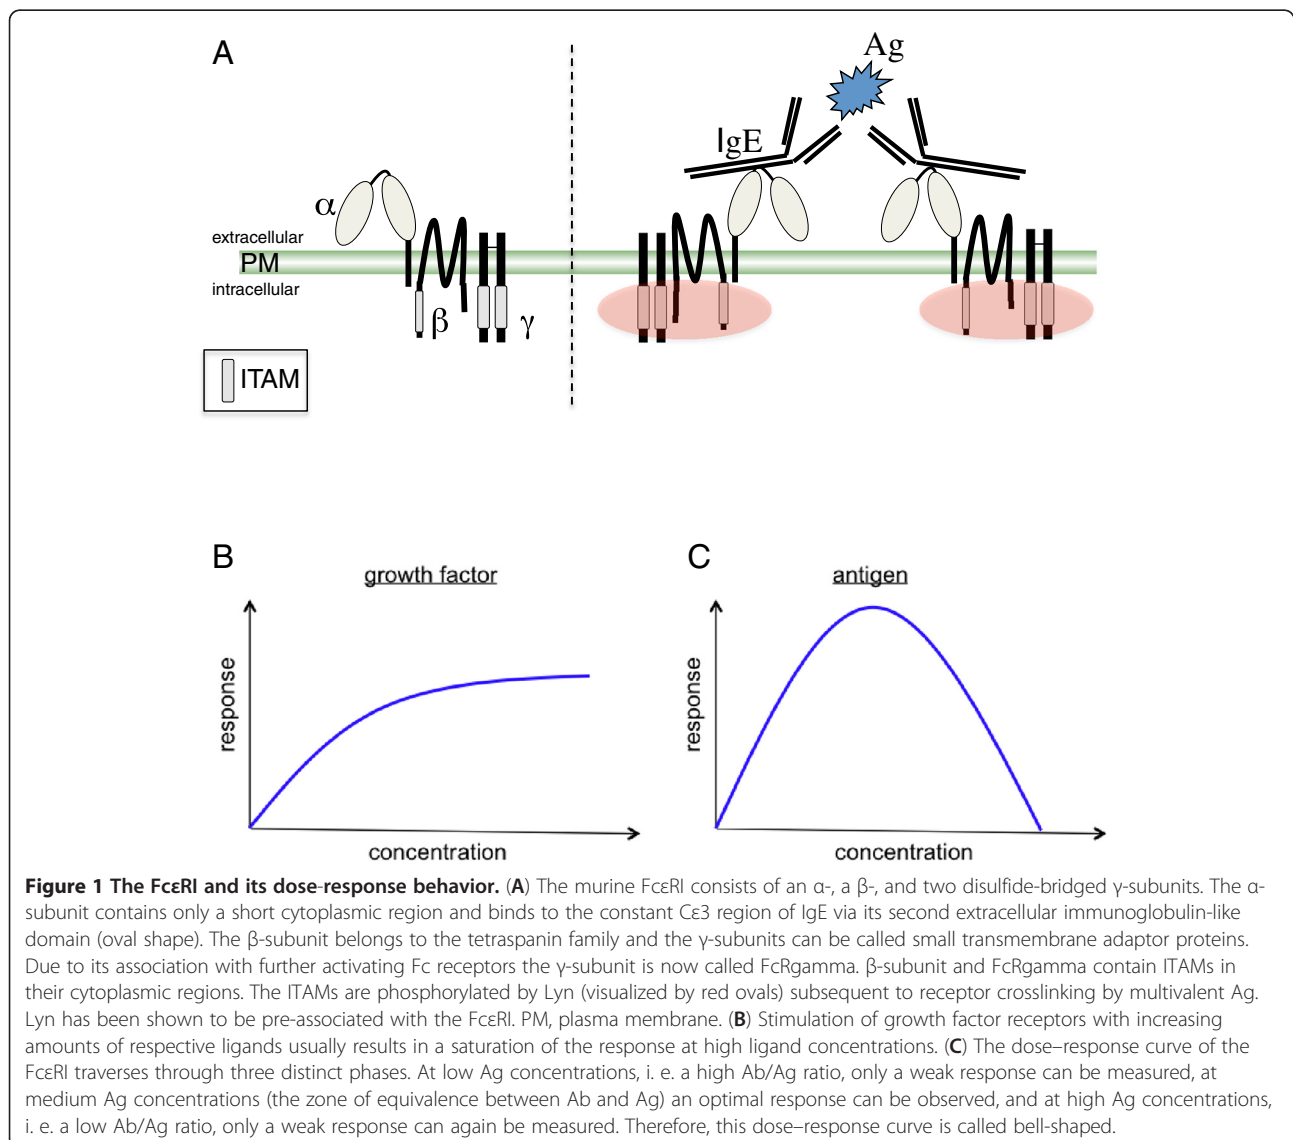 A
Ag
IgE
α
extracellular
PM
intracellular
β
γ
ITAM
B
growth factor
response
concentration
C
antigen
response
concentration
Figure 1 The FcεRI and its dose-response behavior. (A) The murine FcεRI consists of an α-, a β-, and two disulfide-bridged γ-subunits. The α-
subunit contains only a short cytoplasmic region and binds to the constant Cε3 region of IgE via its second extracellular immunoglobulin-like
domain (oval shape). The β-subunit belongs to the tetraspanin family and the γ-subunits can be called small transmembrane adaptor proteins.
Due to its association with further activating Fc receptors the γ-subunit is now called FcRgamma. β-subunit and FcRgamma contain ITAMs in
their cytoplasmic regions. The ITAMs are phosphorylated by Lyn (visualized by red ovals) subsequent to receptor crosslinking by multivalent Ag.
Lyn has been shown to be pre-associated with the FcεRI. PM, plasma membrane. (B) Stimulation of growth factor receptors with increasing
amounts of respective ligands usually results in a saturation of the response at high ligand concentrations. (C) The dose–response curve of the
FcεRI traverses through three distinct phases. At low Ag concentrations, i. e. a high Ab/Ag ratio, only a weak response can be measured, at
medium Ag concentrations (the zone of equivalence between Ab and Ag) an optimal response can be observed, and at high Ag concentrations,
i. e. a low Ab/Ag ratio, only a weak response can again be measured. Therefore, this dose–response curve is called bell-shaped.